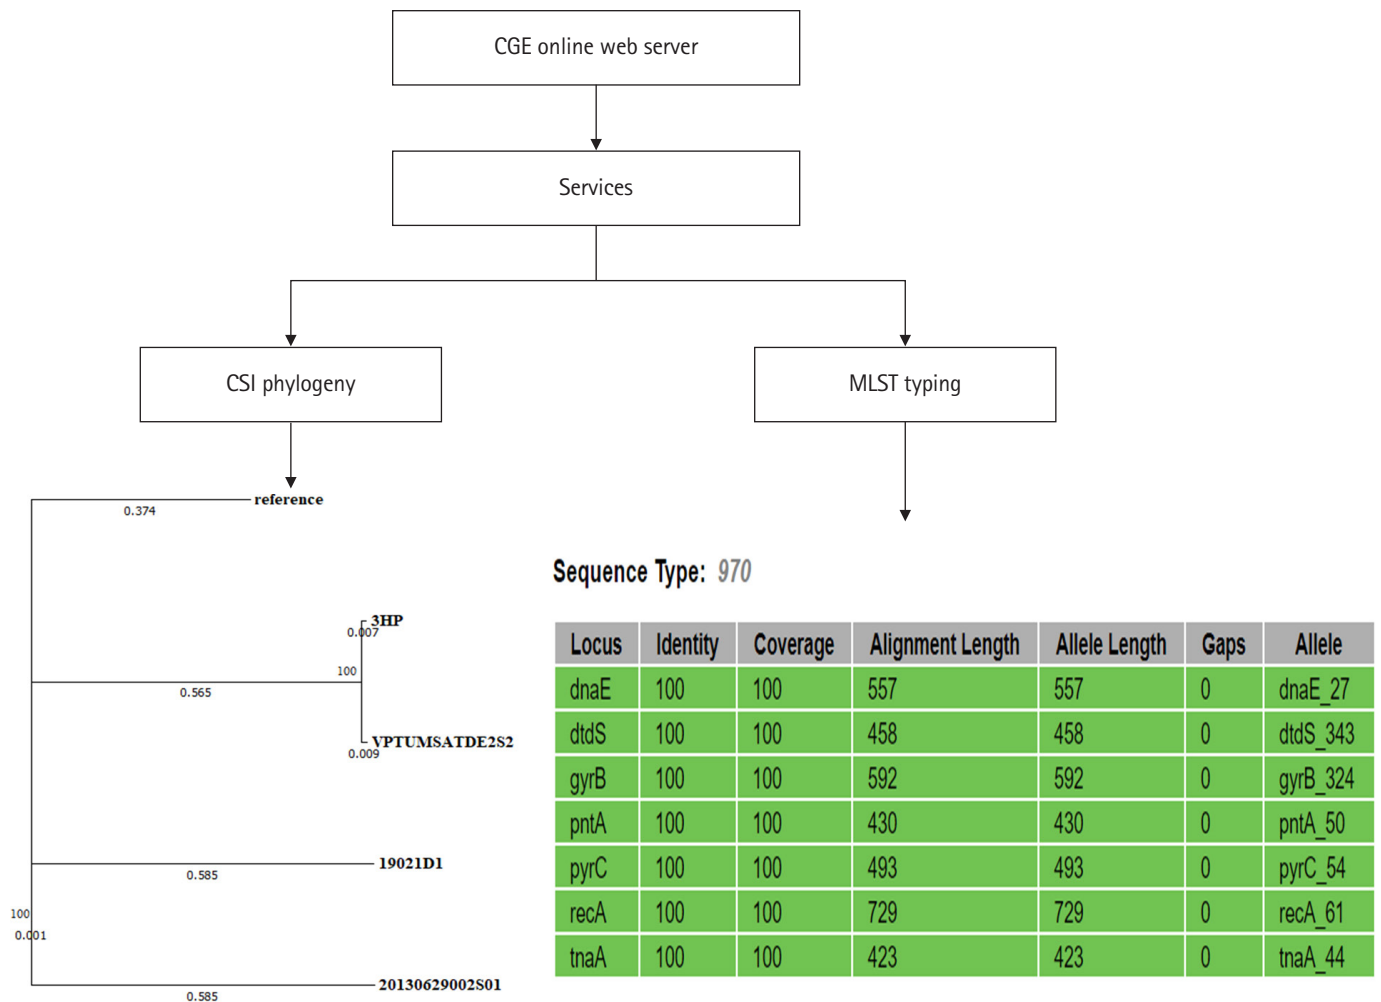 CGE online web server
Services
CSI phylogeny
MLST typing
reference
0.374
3HP
0.007
100
0.565
VPTUMSATDE2S2
0.009
19021D1
0.585
100
0.001
20130629002S01
0.585
Sequence Type: 970
Locus Identity Coverage Alignment Length Allele Length Gaps Allele
dnaE 100 100 557 557 0 dnaE_27
dtdS 100 100 458 458 0 dtdS_343
gyrB 100 100 592 592 0 gyrB_324
pntA 100 100 430 430 0 pntA_50
pyrC 100 100 493 493 0 pyrC_54
recA 100 100 729 729 0 recA_61
tnaA 100 100 423 423 0 tnaA_44